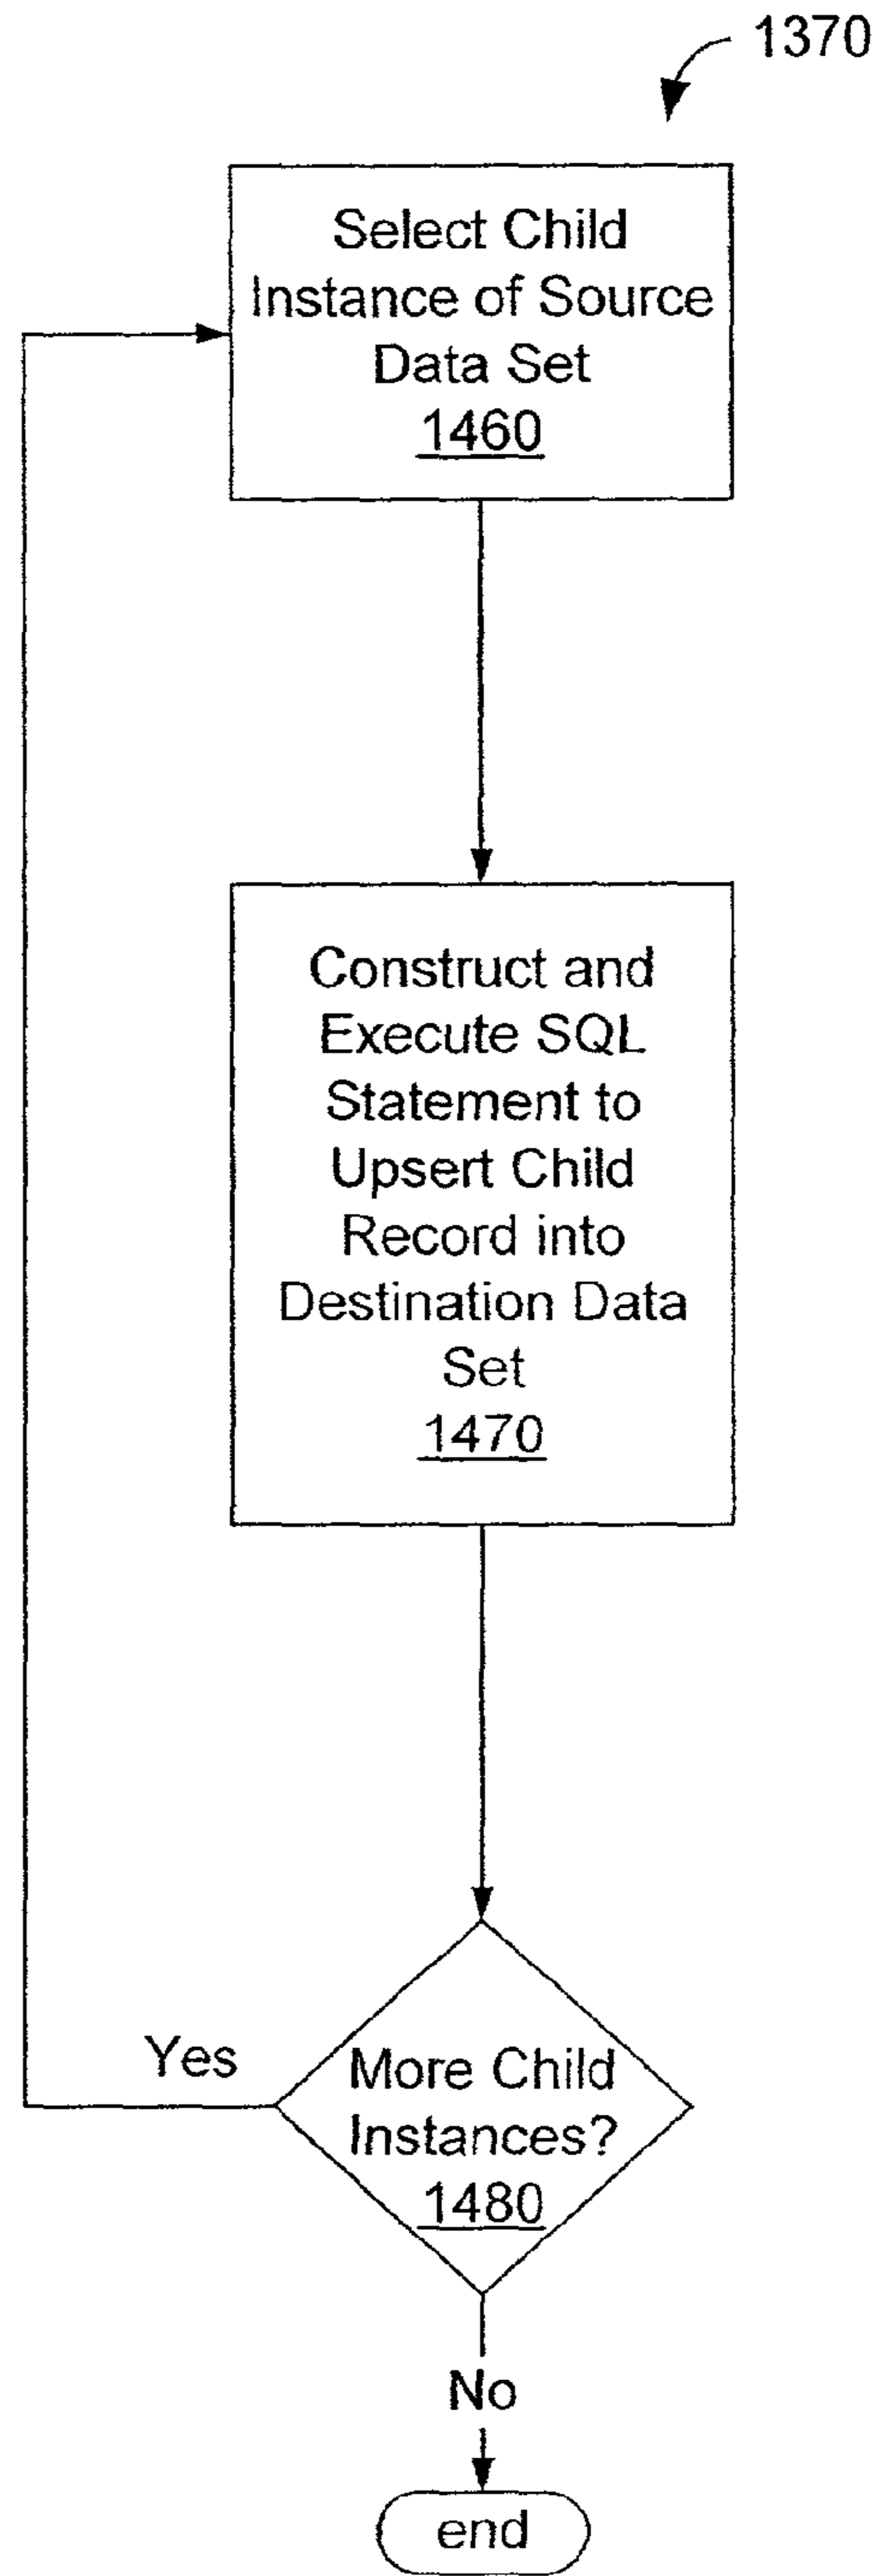 1370
Select Child
Instance of Source
Data Set
1460
Construct and
Execute SQL
Statement to
Upsert Child
Record into
Destination Data
Set
1470
Yes
More Child
Instances?
1480
No
end